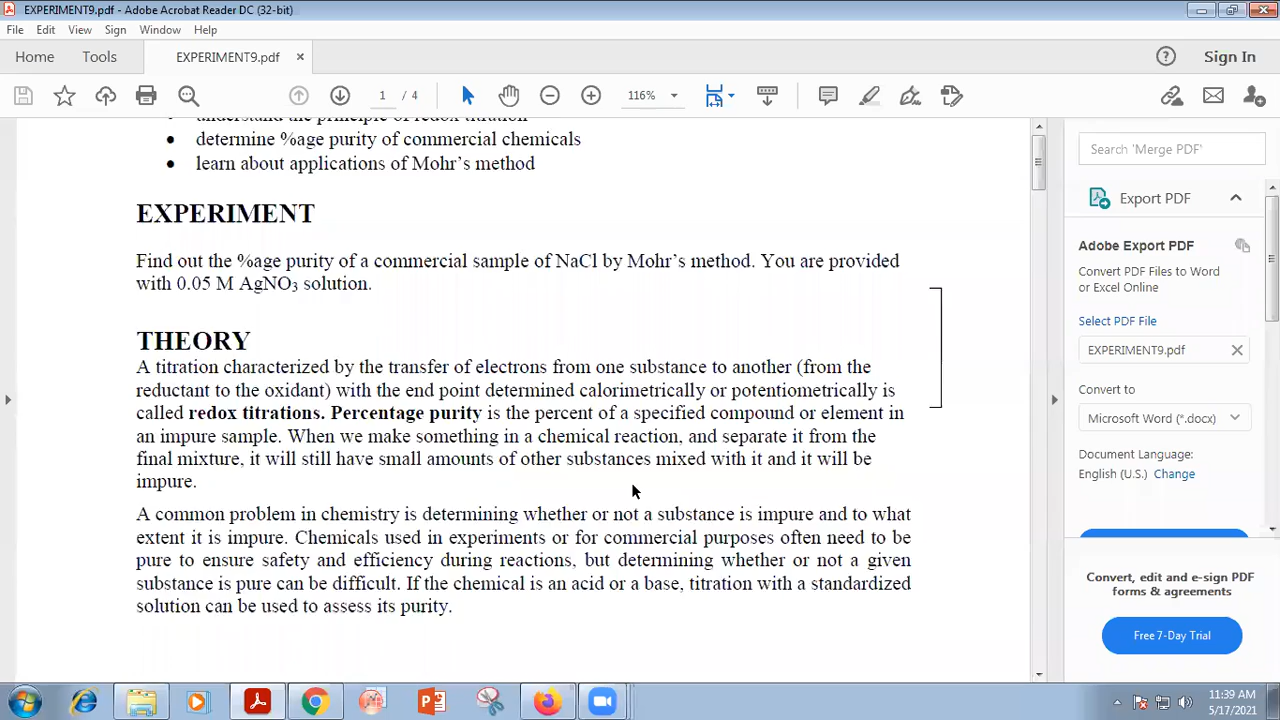 EXPERIMENT9.pdf - Adobe Acrobat Reader DC (32-bit)
File Edit View Sign Window Help
Home Tools EXPERIMENT9.pdf × Sign In
1 / 4 116%
understand the principle of redox titration
• determine %age purity of commercial chemicals
• learn about applications of Mohr's method
EXPERIMENT
Find out the %age purity of a commercial sample of NaCl by Mohr's method. You are provided
with 0.05 M AgNO₃ solution.
THEORY
A titration characterized by the transfer of electrons from one substance to another (from the
reductant to the oxidant) with the end point determined calorimetrically or potentiometrically is
called redox titrations. Percentage purity is the percent of a specified compound or element in
an impure sample. When we make something in a chemical reaction, and separate it from the
final mixture, it will still have small amounts of other substances mixed with it and it will be
impure.
A common problem in chemistry is determining whether or not a substance is impure and to what
extent it is impure. Chemicals used in experiments or for commercial purposes often need to be
pure to ensure safety and efficiency during reactions, but determining whether or not a given
substance is pure can be difficult. If the chemical is an acid or a base, titration with a standardized
solution can be used to assess its purity.
Search 'Merge PDF'
Export PDF
Adobe Export PDF
Convert PDF Files to Word
or Excel Online
Select PDF File
EXPERIMENT9.pdf
Convert to
Microsoft Word (*.docx)
Document Language:
English (U.S.) Change
Convert, edit and e-sign PDF
forms & agreements
Free 7-Day Trial
11:39 AM
5/17/2021